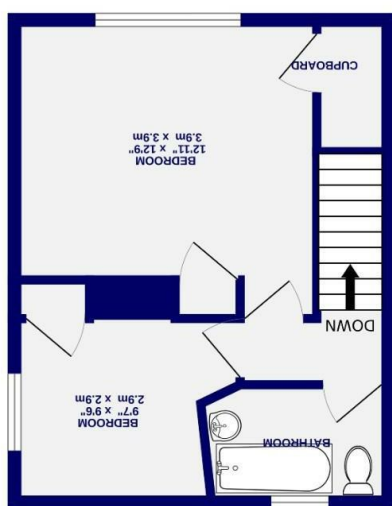 CUPBOARD
BEDROOM
12'11" x 12'9"
3.9m x 3.9m
DOWN
BEDROOM
9'7" x 9'6"
2.9m x 2.9m
BATHROOM